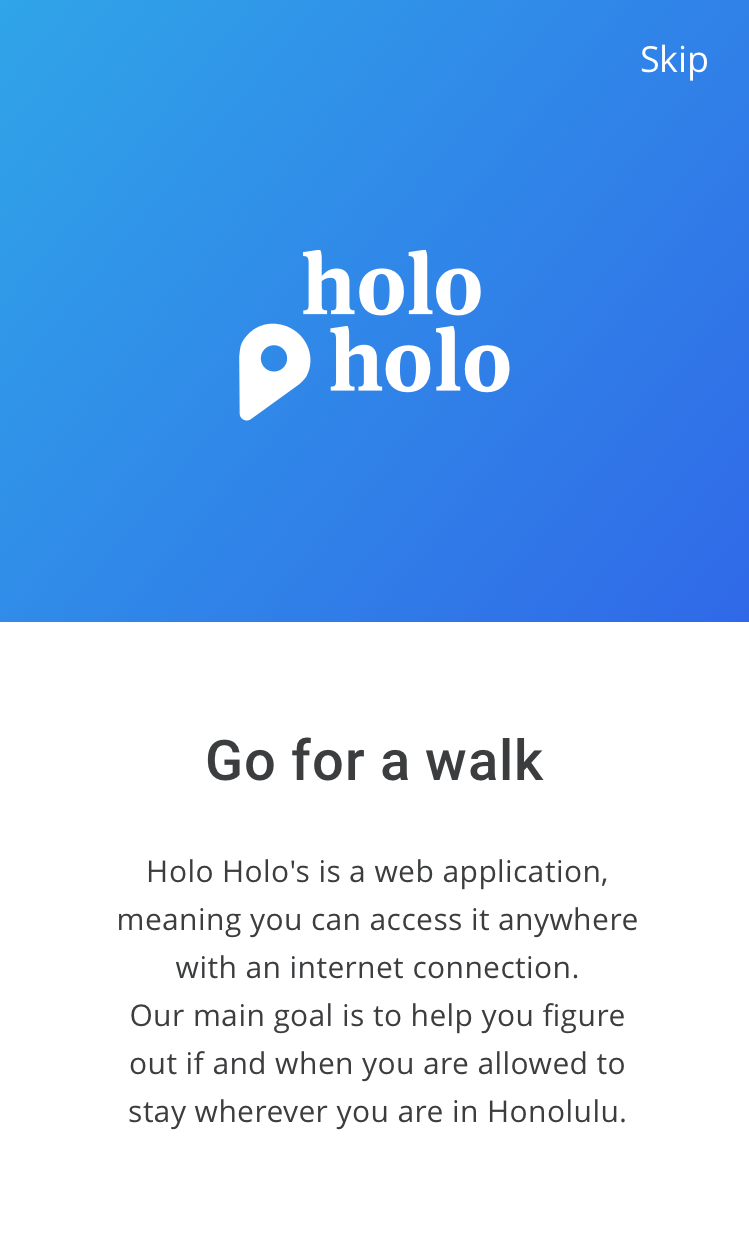 Skip
holo
holo
Go for a walk
Holo Holo's is a web application,
meaning you can access it anywhere
with an internet connection.
Our main goal is to help you figure
out if and when you are allowed to
stay wherever you are in Honolulu.